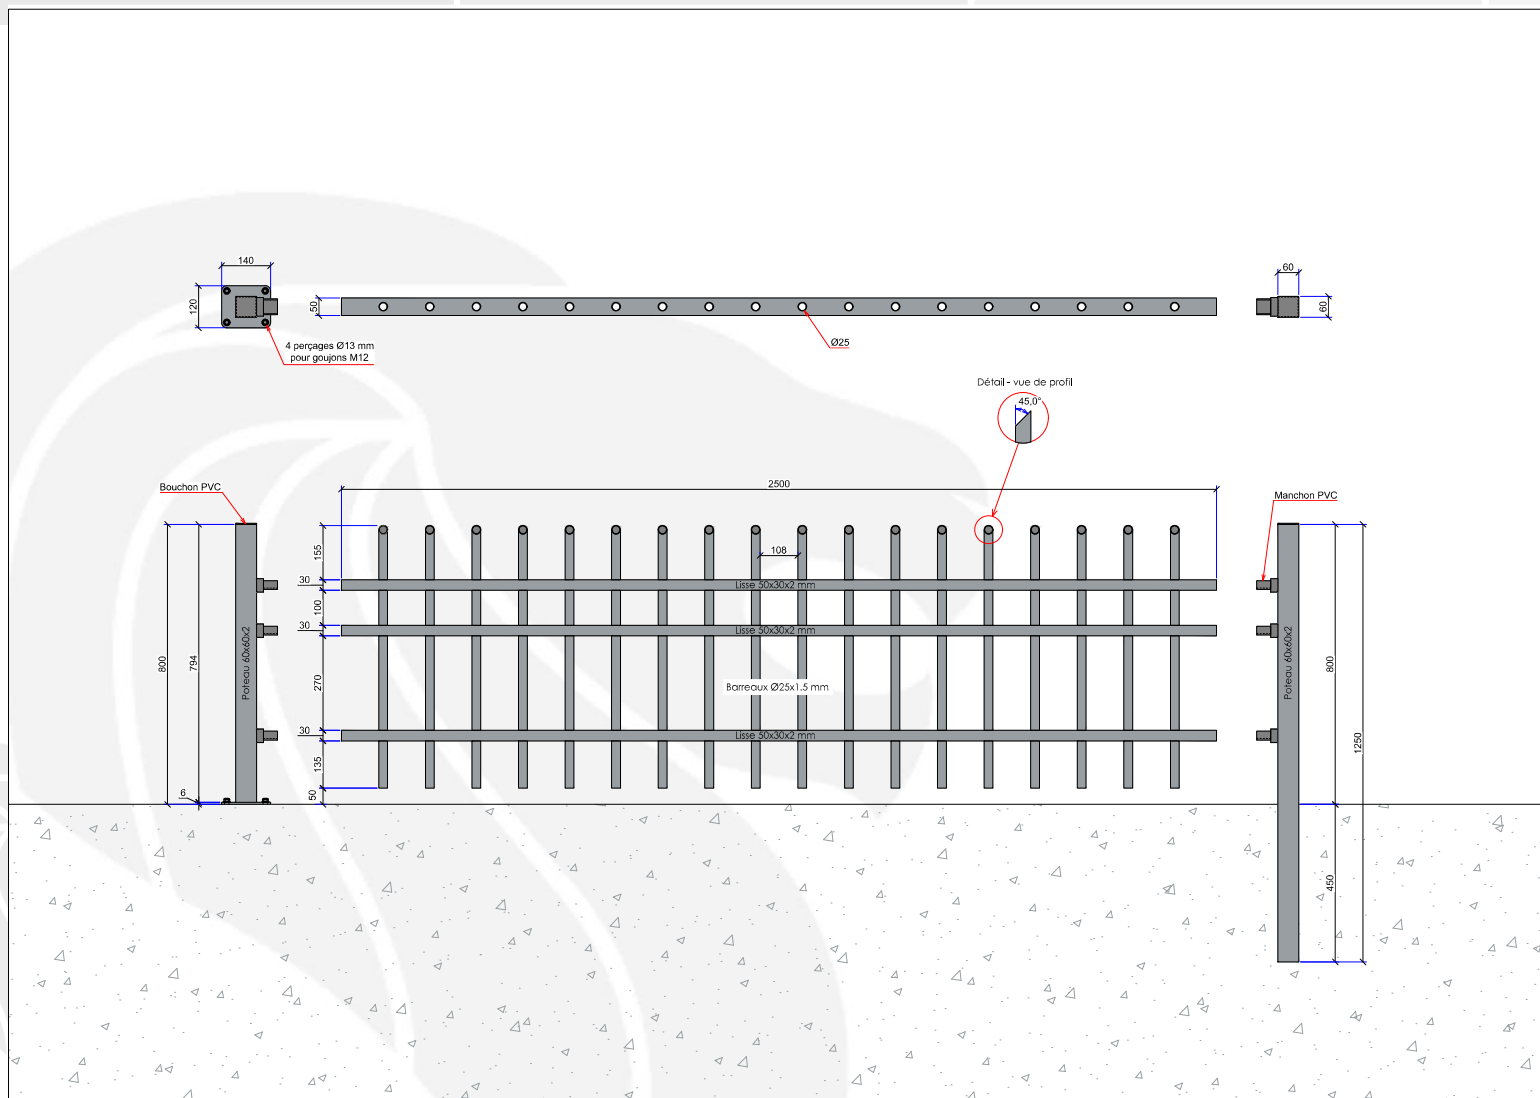 140
120
4 perçages Ø13 mm
pour goujons M12
50
Ø25
60
60
Détail - vue de profil
45,0°
Bouchon PVC
2500
Manchon PVC
155
108
30
Lisse 50x30x2 mm
100
30
Lisse 50x30x2 mm
800
794
Poteau 60x60x2
270
Barreaux Ø25x1.5 mm
30
Lisse 50x30x2 mm
135
6
50
Poteau 60x60x2
800
1250
450